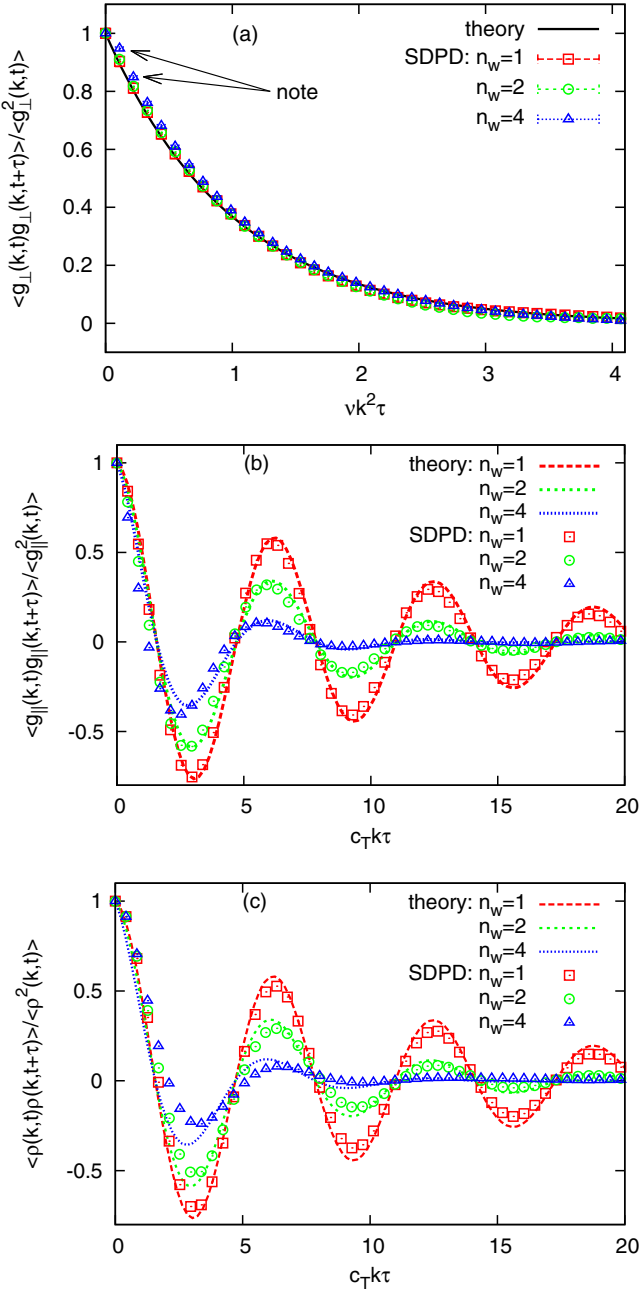 (a)
theory
SDPD: n_w=1
n_w=2
n_w=4
note
1
0.8
0.6
0.4
0.2
0
<g⊥(k,t)g⊥(k,t+τ)>/<g⊥²(k,t)>
0 1 2 3 4
νk²τ
(b)
theory: n_w=1
n_w=2
n_w=4
SDPD: n_w=1
n_w=2
n_w=4
1
0.5
0
-0.5
<g||(k,t)g||(k,t+τ)>/<g||²(k,t)>
0 5 10 15 20
c_Tkτ
(c)
theory: n_w=1
n_w=2
n_w=4
SDPD: n_w=1
n_w=2
n_w=4
1
0.5
0
-0.5
<ρ(k,t)ρ(k,t+τ)>/<ρ²(k,t)>
0 5 10 15 20
c_Tkτ